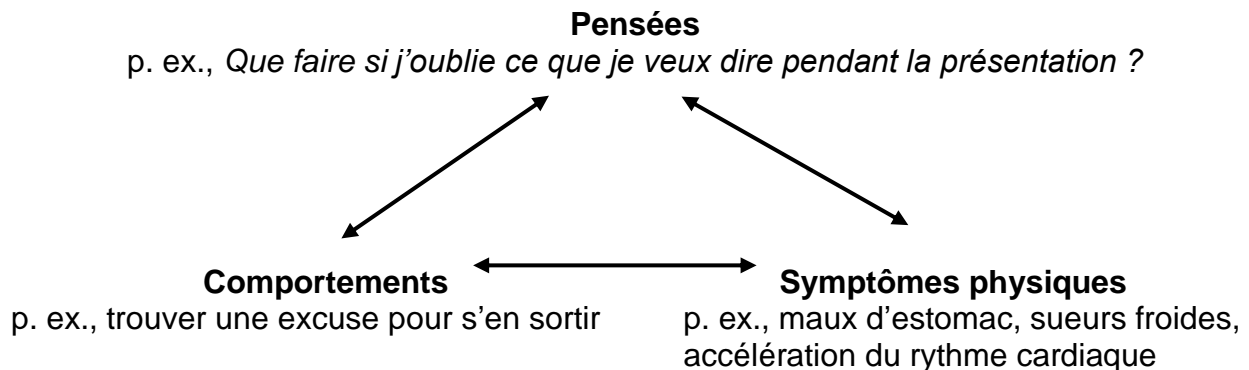 Pensées
p. ex., Que faire si j'oublie ce que je veux dire pendant la présentation ?
Comportements
p. ex., trouver une excuse pour s'en sortir
Symptômes physiques
p. ex., maux d'estomac, sueurs froides,
accélération du rythme cardiaque